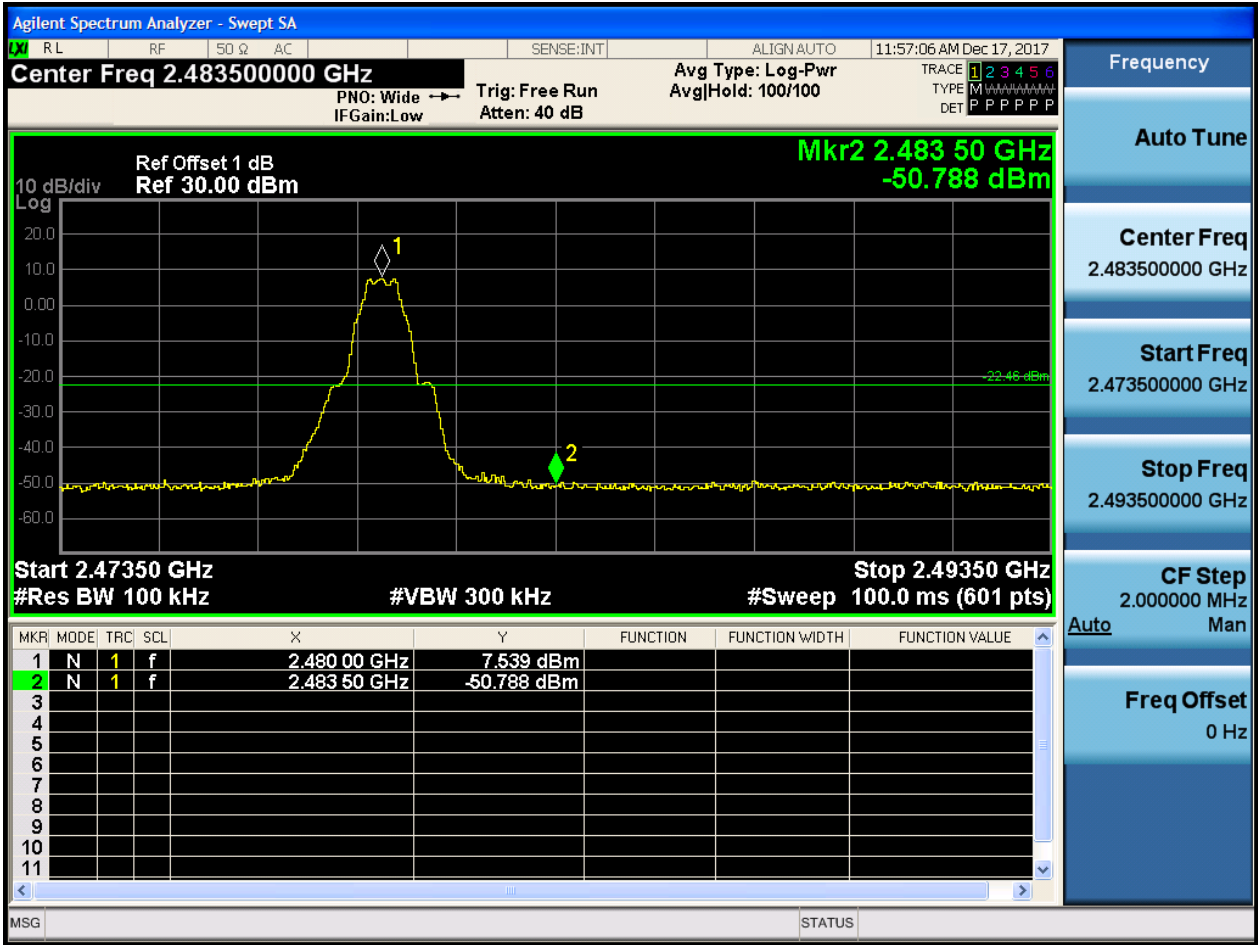 Agilent Spectrum Analyzer - Swept SA
LXI RL RF 50 Ω AC SENSE:INT ALIGN AUTO 11:57:06 AM Dec 17, 2017
Center Freq 2.483500000 GHz
PNO: Wide
IFGain:Low
Trig: Free Run
Atten: 40 dB
Avg Type: Log-Pwr
Avg|Hold: 100/100
TRACE 1 2 3 4 5 6
TYPE M WWWWW
DET P P P P P P
Ref Offset 1 dB
Ref 30.00 dBm
10 dB/div
Log
Mkr2 2.483 50 GHz
-50.788 dBm
20.0
10.0
0.00
-10.0
-20.0
-30.0
-40.0
-50.0
-60.0
1
2
-22.46 dBm
Start 2.47350 GHz
Stop 2.49350 GHz
#Res BW 100 kHz
#VBW 300 kHz
#Sweep 100.0 ms (601 pts)
MKR MODE TRC SCL X Y FUNCTION FUNCTION WIDTH FUNCTION VALUE
1 N 1 f 2.480 00 GHz 7.539 dBm
2 N 1 f 2.483 50 GHz -50.788 dBm
3
4
5
6
7
8
9
10
11
MSG
STATUS
Frequency
Auto Tune
Center Freq
2.483500000 GHz
Start Freq
2.473500000 GHz
Stop Freq
2.493500000 GHz
CF Step
2.000000 MHz
Auto Man
Freq Offset
0 Hz